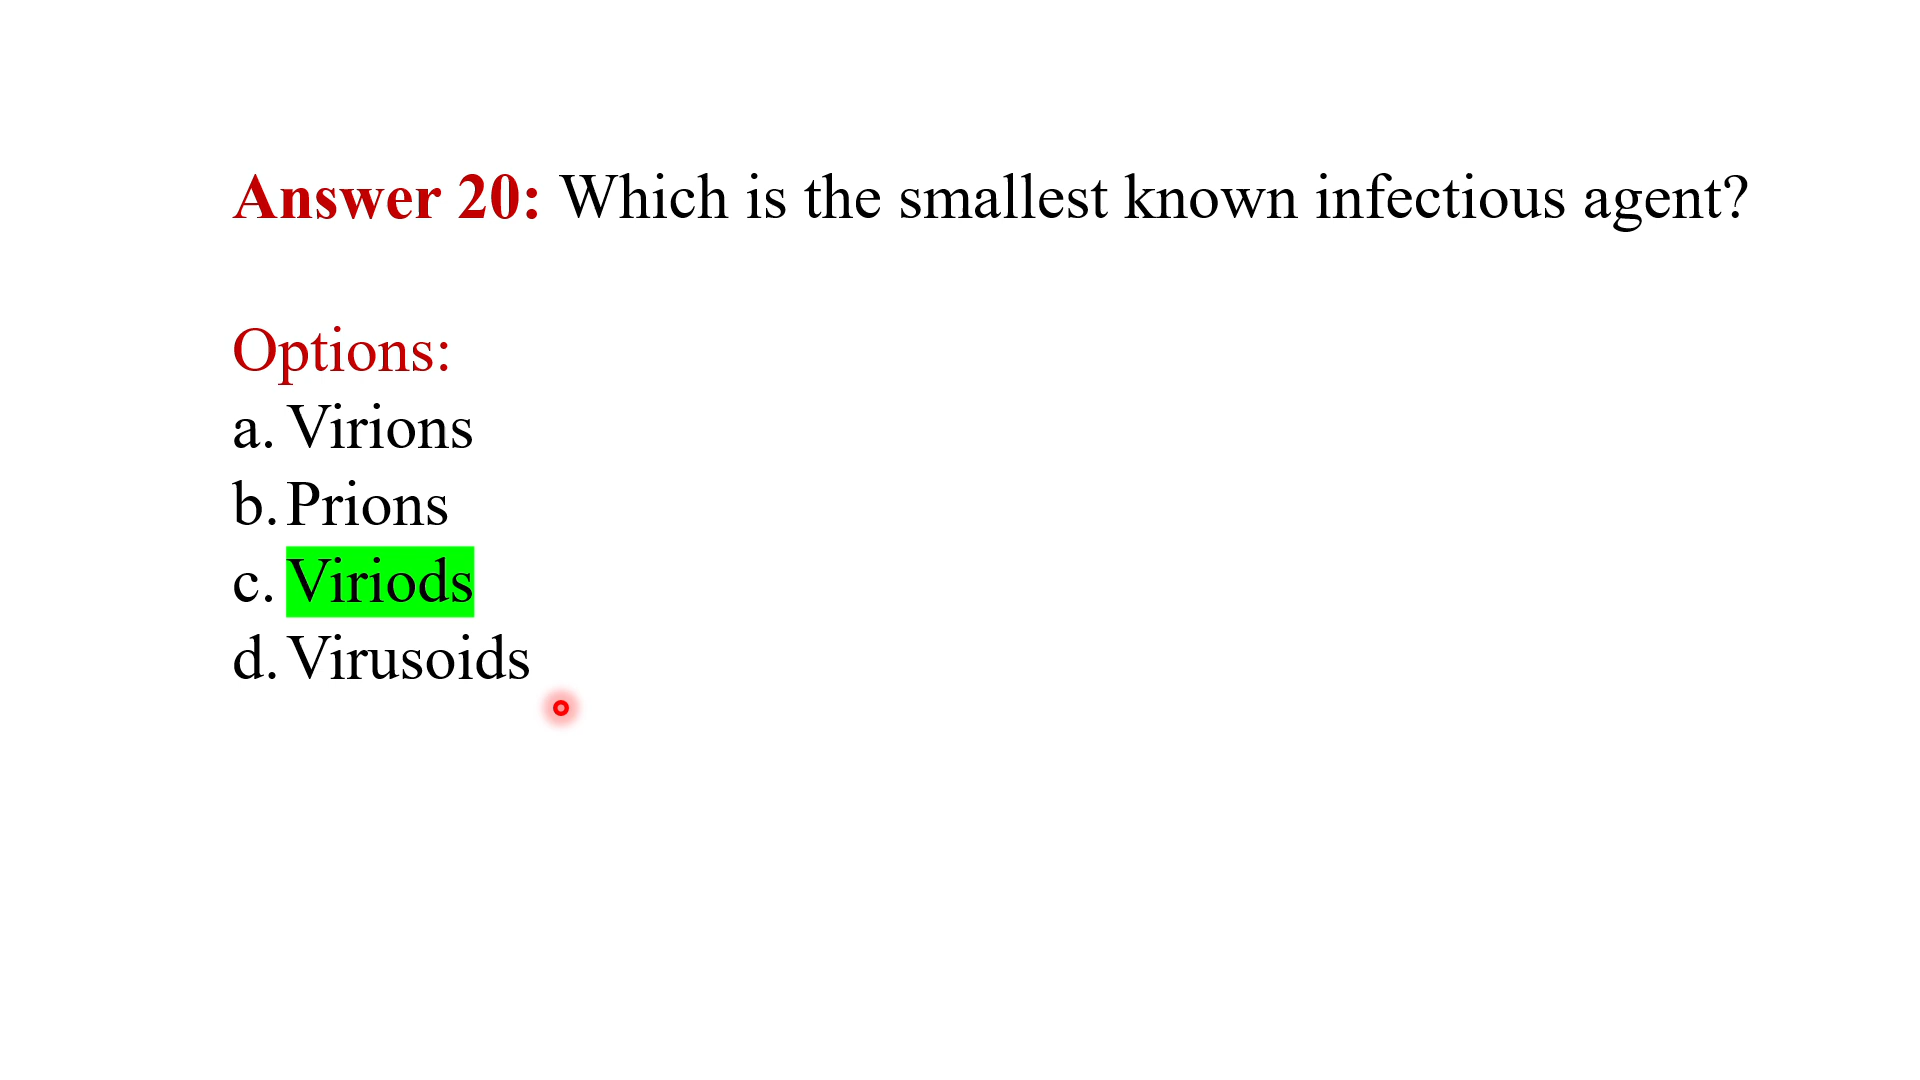 Answer 20: Which is the smallest known infectious agent?
Options:
a. Virions
b. Prions
c. Viriods
d. Virusoids